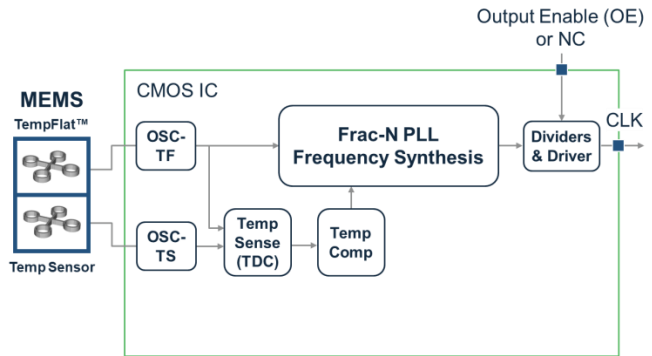 Output Enable (OE)
or NC
MEMS
TempFlat™
CMOS IC
OSC-
TF
Frac-N PLL
Frequency Synthesis
Dividers
& Driver
CLK
OSC-
TS
Temp
Sense
(TDC)
Temp
Comp
Temp Sensor